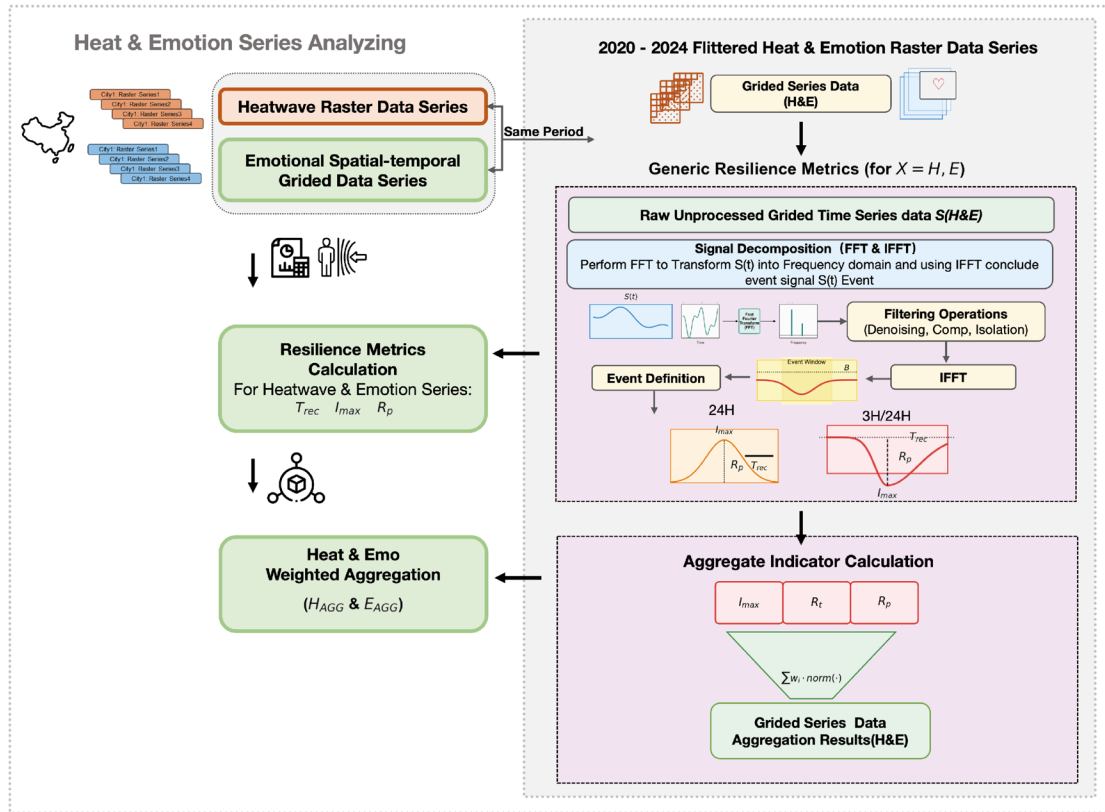 Heat & Emotion Series Analyzing
City1: Raster Series1
City1: Raster Series2
City1: Raster Series3
City1: Raster Series4
City1: Raster Series1
City1: Raster Series2
City1: Raster Series3
City1: Raster Series4
Heatwave Raster Data Series
Emotional Spatial-temporal
Grided Data Series
Same Period
Resilience Metrics
Calculation
For Heatwave & Emotion Series:
T_rec I_max R_p
Heat & Emo
Weighted Aggregation
(H_AGG & E_AGG)
2020 - 2024 Flittered Heat & Emotion Raster Data Series
Grided Series Data
(H&E)
Generic Resilience Metrics (for X = H, E)
Raw Unprocessed Grided Time Series data S(H&E)
Signal Decomposition (FFT & IFFT)
Perform FFT to Transform S(t) into Frequency domain and using IFFT conclude
event signal S(t) Event
S(t)
Time
Fast
Fourier
Transform
(FFT)
Frequency
Filtering Operations
(Denoising, Comp, Isolation)
IFFT
Event Window
B
Event Definition
24H
I_max
R_p
T_rec
3H/24H
T_rec
R_p
I_max
Aggregate Indicator Calculation
I_max R_t R_p
∑w_i · norm(·)
Grided Series Data
Aggregation Results(H&E)